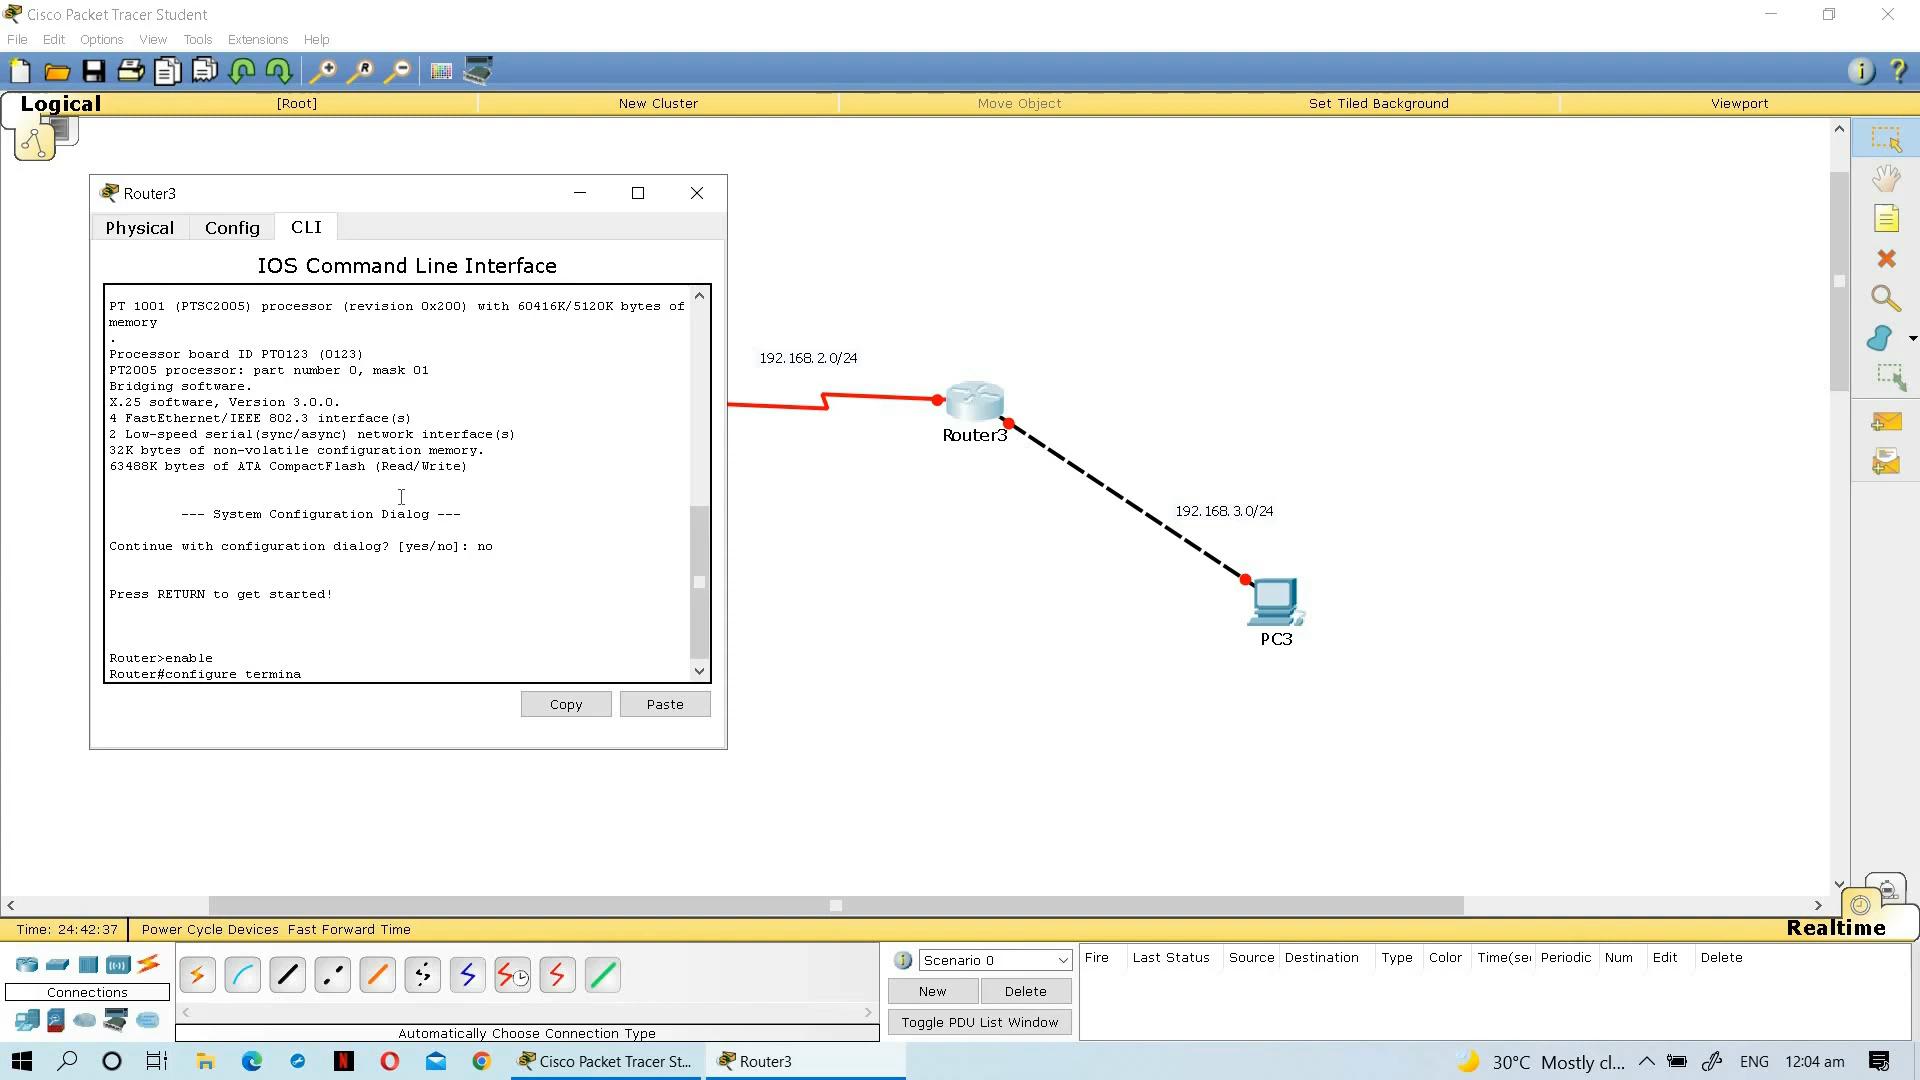 Cisco Packet Tracer Student
File Edit Options View Tools Extensions Help
Logical [Root] New Cluster Move Object Set Tiled Background Viewport
Router3
Physical Config CLI
IOS Command Line Interface
PT 1001 (PTSC2005) processor (revision 0x200) with 60416K/5120K bytes of
memory
.
Processor board ID PT0123 (0123)
PT2005 processor: part number 0, mask 01
Bridging software.
X.25 software, Version 3.0.0.
4 FastEthernet/IEEE 802.3 interface(s)
2 Low-speed serial(sync/async) network interface(s)
32K bytes of non-volatile configuration memory.
63488K bytes of ATA CompactFlash (Read/Write)
--- System Configuration Dialog ---
Continue with configuration dialog? [yes/no]: no
Press RETURN to get started!
Router>enable
Router#configure termina
Copy Paste
192.168.2.0/24
Router3
192.168.3.0/24
PC3
Time: 24:42:37 Power Cycle Devices Fast Forward Time
Realtime
Connections
Automatically Choose Connection Type
Scenario 0
New Delete
Toggle PDU List Window
Fire Last Status Source Destination Type Color Time(se Periodic Num Edit Delete
Cisco Packet Tracer St... Router3
30°C Mostly cl... ENG 12:04 am